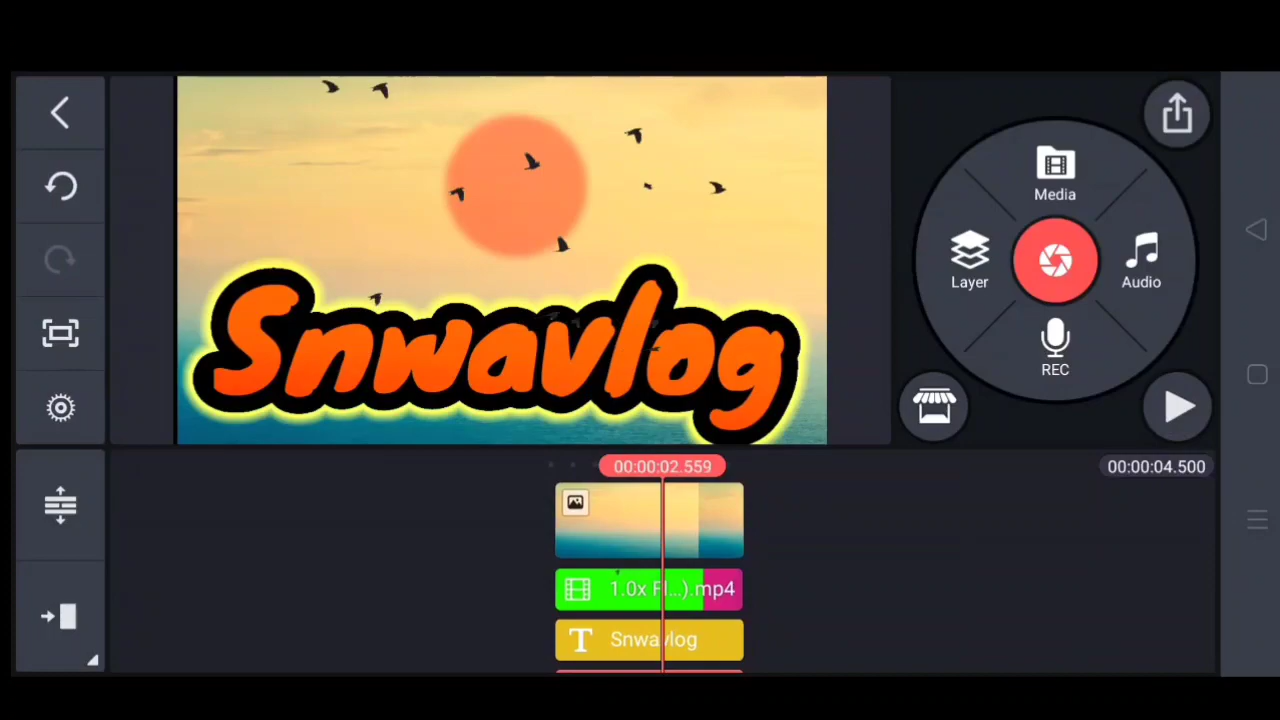 Snwavlog
Media
Layer
Audio
REC
00:00:02.559
00:00:04.500
1.0x Fl...).mp4
T Snwavlog